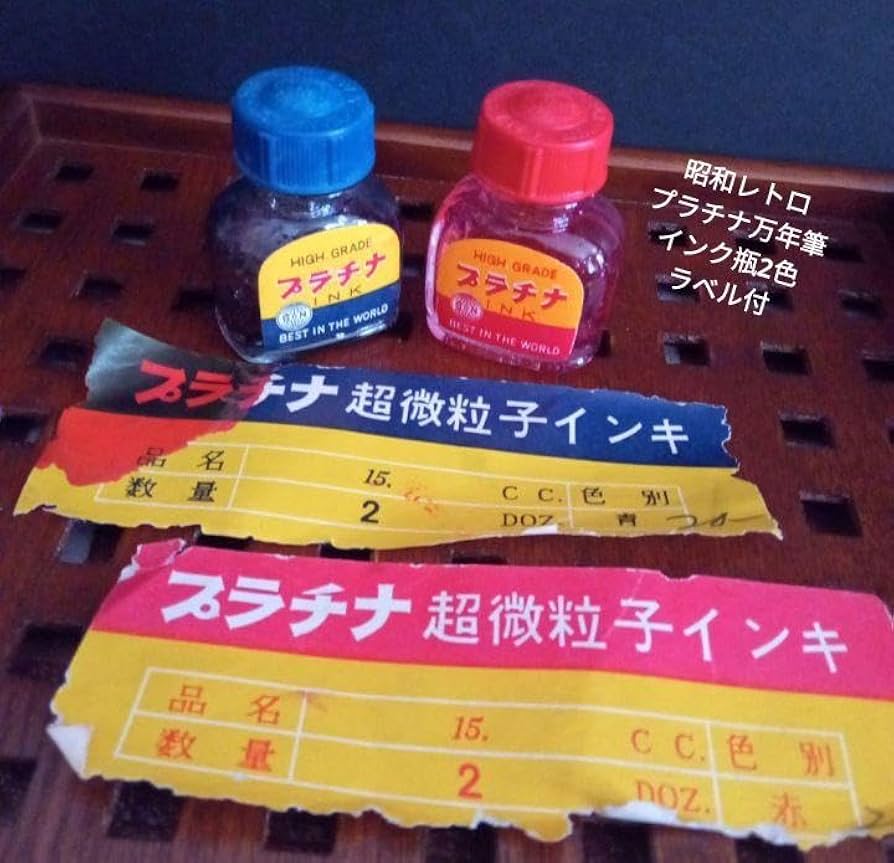 昭和レトロ
プラチナ万年筆
インク瓶2色
ラベル付
HIGH GRADE
プラチナ
INK
BEST IN THE WORLD
HIGH GRADE
プラチナ
INK
BEST IN THE WORLD
プラチナ 超微粒子インキ
品名 15. C C. 色別
数量 2 DOZ. 青
プラチナ 超微粒子インキ
品名 15. C C. 色別
数量 2 DOZ. 赤